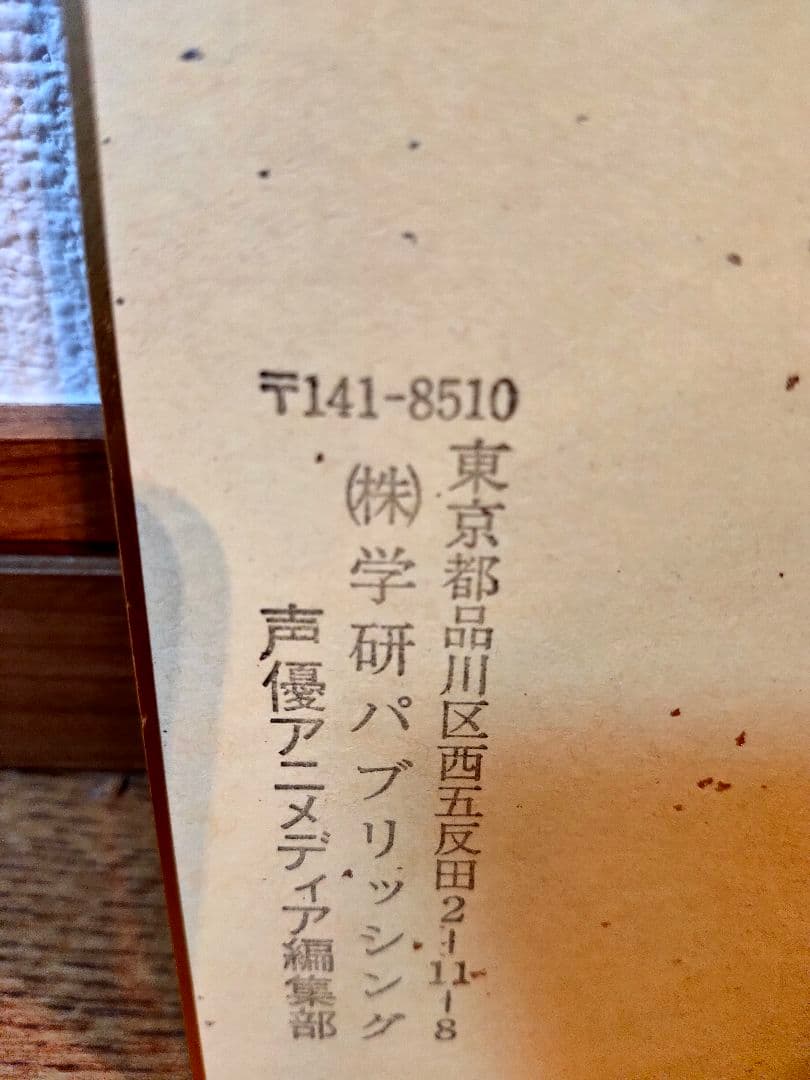 〒141-8510
東京都品川区西五反田2-11-8
㈱学研パブリッシング
声優アニメディア編集部